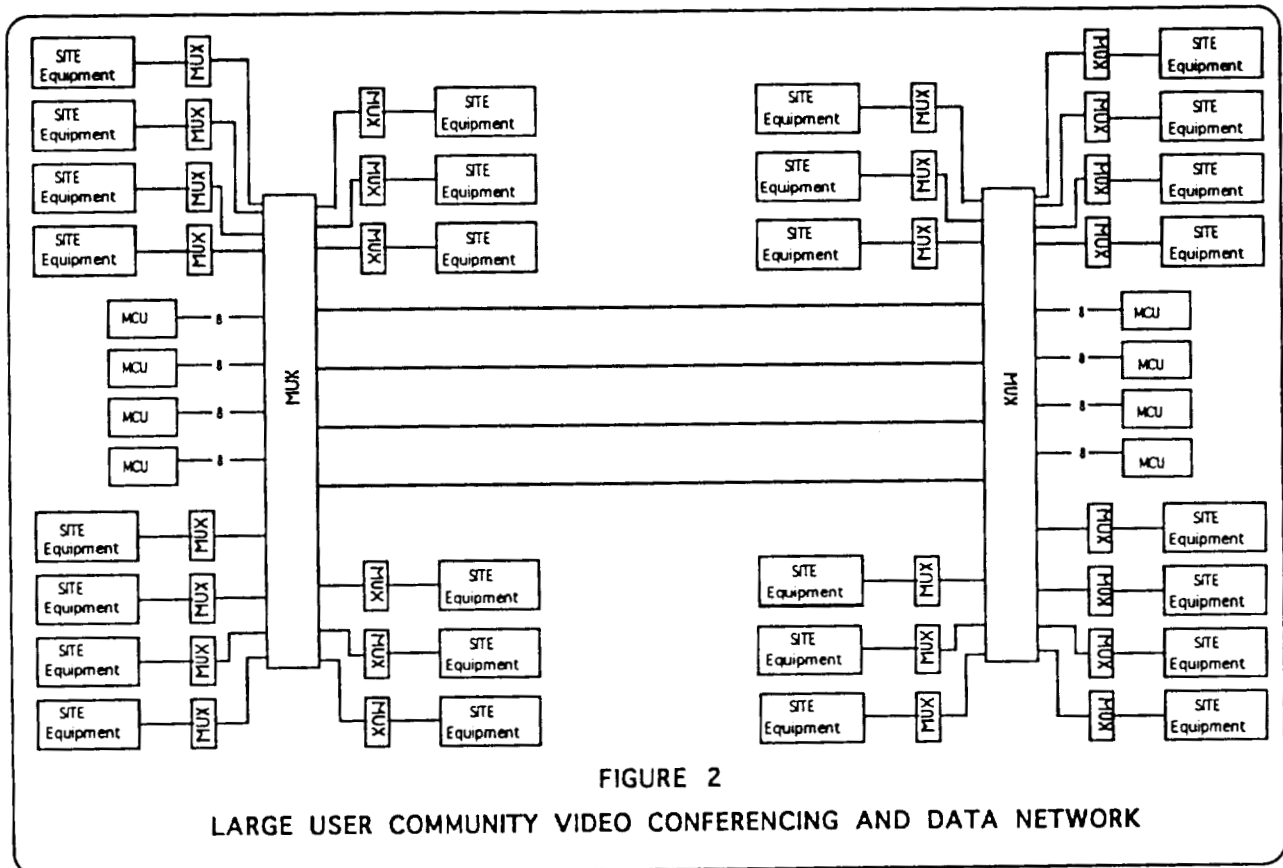 SITE
Equipment
MUX
SITE
Equipment
MUX
SITE
Equipment
MUX
SITE
Equipment
MUX
MUX
SITE
Equipment
MUX
SITE
Equipment
MUX
SITE
Equipment
SITE
Equipment
MUX
SITE
Equipment
MUX
SITE
Equipment
MUX
MUX
SITE
Equipment
MUX
SITE
Equipment
MUX
SITE
Equipment
MUX
SITE
Equipment
MCU
8
MCU
8
MCU
8
MCU
8
MUX
MUX
8
MCU
8
MCU
8
MCU
8
MCU
SITE
Equipment
MUX
SITE
Equipment
MUX
SITE
Equipment
MUX
SITE
Equipment
MUX
MUX
SITE
Equipment
MUX
SITE
Equipment
MUX
SITE
Equipment
SITE
Equipment
MUX
SITE
Equipment
MUX
SITE
Equipment
MUX
MUX
SITE
Equipment
MUX
SITE
Equipment
MUX
SITE
Equipment
MUX
SITE
Equipment
FIGURE 2
LARGE USER COMMUNITY VIDEO CONFERENCING AND DATA NETWORK